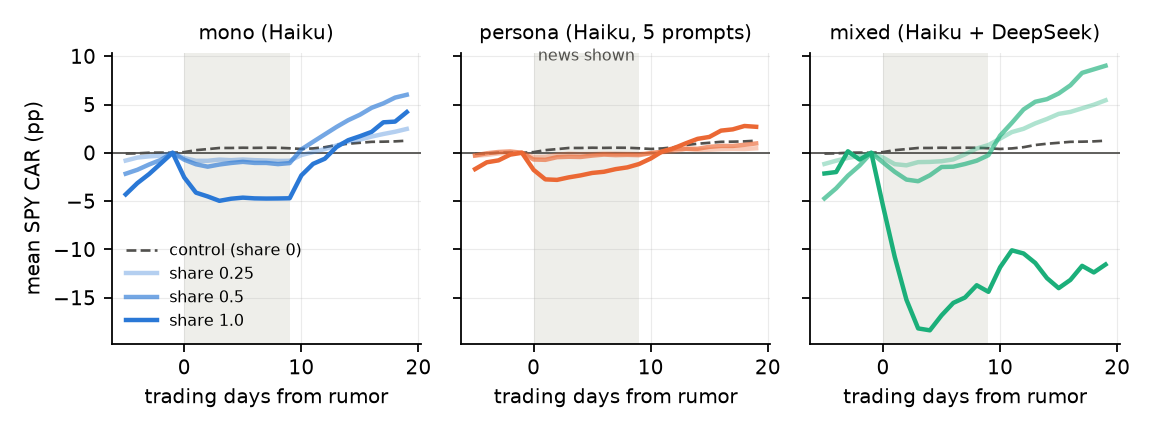 mono (Haiku)
persona (Haiku, 5 prompts)
mixed (Haiku + DeepSeek)
news shown
mean SPY CAR (pp)
10
5
0
−5
−10
−15
control (share 0)
share 0.25
share 0.5
share 1.0
0 10 20
0 10 20
0 10 20
trading days from rumor
trading days from rumor
trading days from rumor